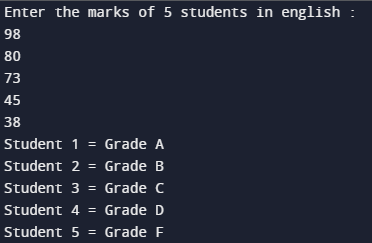 Enter the marks of 5 students in english :
98
80
73
45
38
Student 1 = Grade A
Student 2 = Grade B
Student 3 = Grade C
Student 4 = Grade D
Student 5 = Grade F